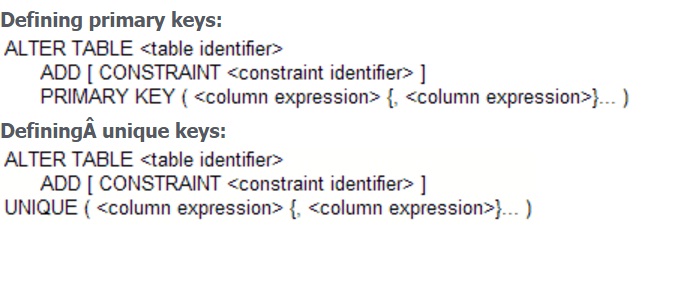 Defining primary keys:
ALTER TABLE <table identifier>
ADD [ CONSTRAINT <constraint identifier> ]
PRIMARY KEY ( <column expression> {, <column expression>}... )
DefiningÂ unique keys:
ALTER TABLE <table identifier>
ADD [ CONSTRAINT <constraint identifier> ]
UNIQUE ( <column expression> {, <column expression>}... )